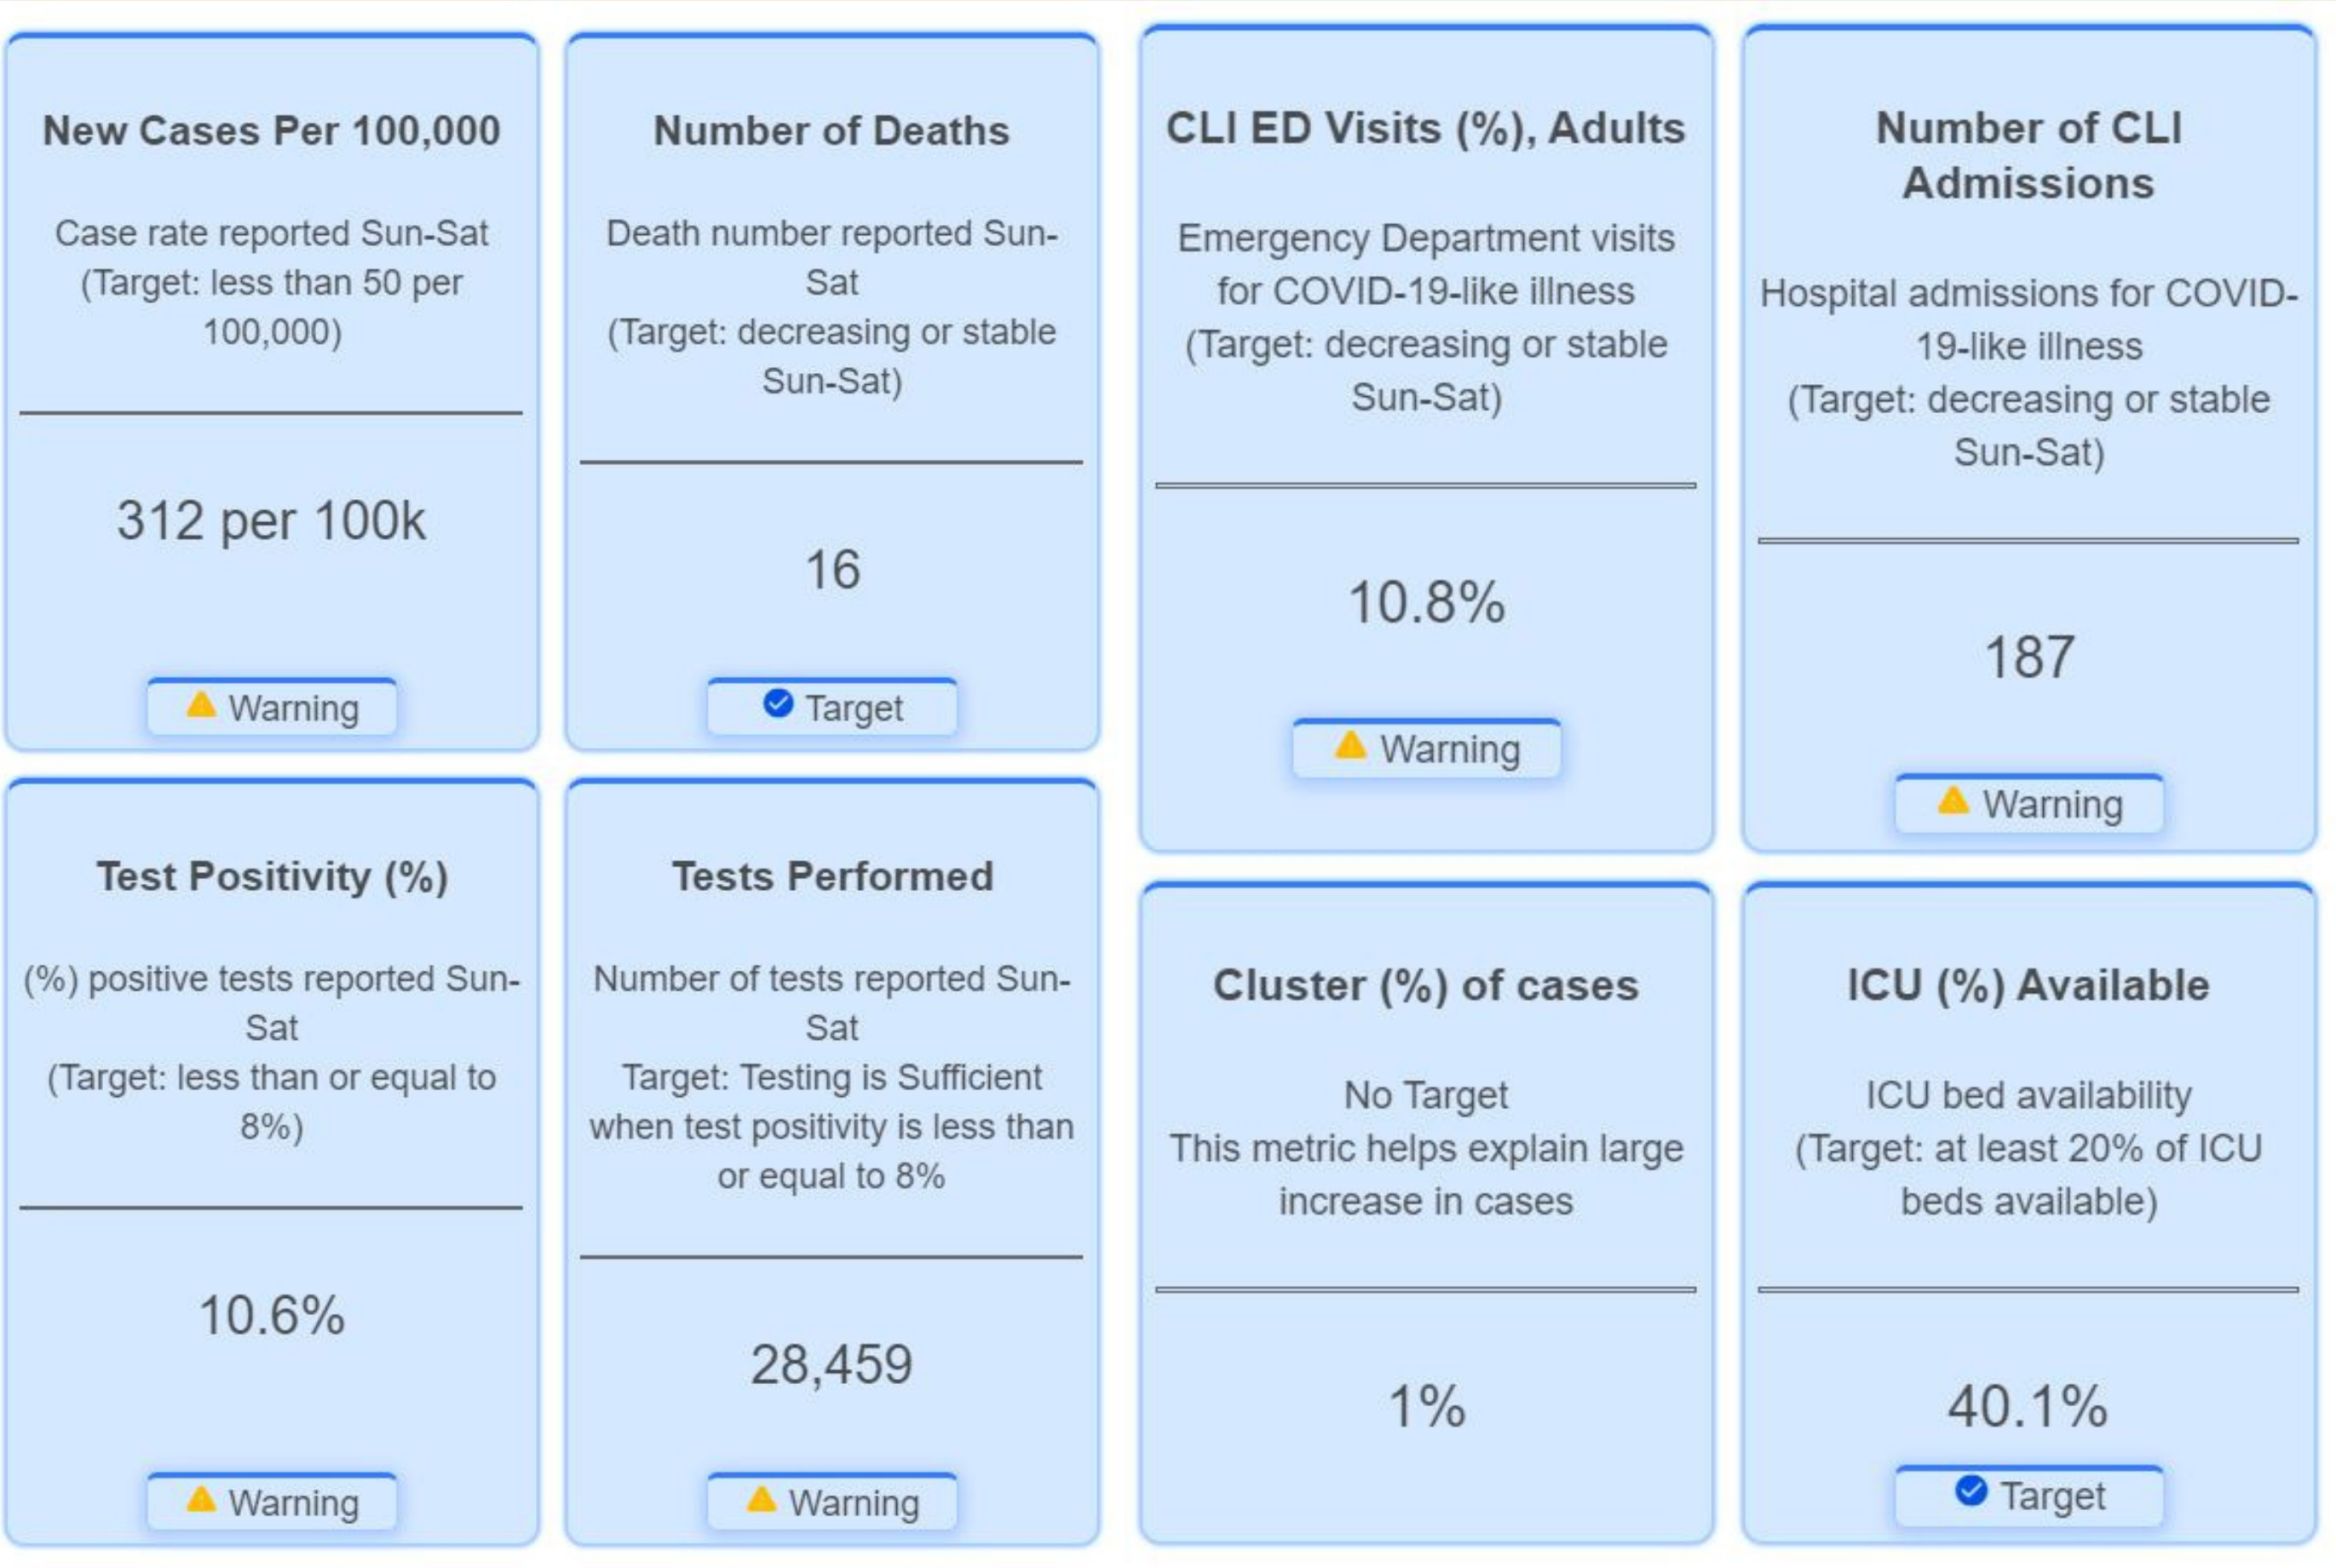 New Cases Per 100,000
Case rate reported Sun-Sat
(Target: less than 50 per
100,000)
312 per 100k
Warning
Number of Deaths
Death number reported Sun-
Sat
(Target: decreasing or stable
Sun-Sat)
16
Target
CLI ED Visits (%), Adults
Emergency Department visits
for COVID-19-like illness
(Target: decreasing or stable
Sun-Sat)
10.8%
Warning
Number of CLI
Admissions
Hospital admissions for COVID-
19-like illness
(Target: decreasing or stable
Sun-Sat)
187
Warning
Test Positivity (%)
(%) positive tests reported Sun-
Sat
(Target: less than or equal to
8%)
10.6%
Warning
Tests Performed
Number of tests reported Sun-
Sat
Target: Testing is Sufficient
when test positivity is less than
or equal to 8%
28,459
Warning
Cluster (%) of cases
No Target
This metric helps explain large
increase in cases
1%
ICU (%) Available
ICU bed availability
(Target: at least 20% of ICU
beds available)
40.1%
Target